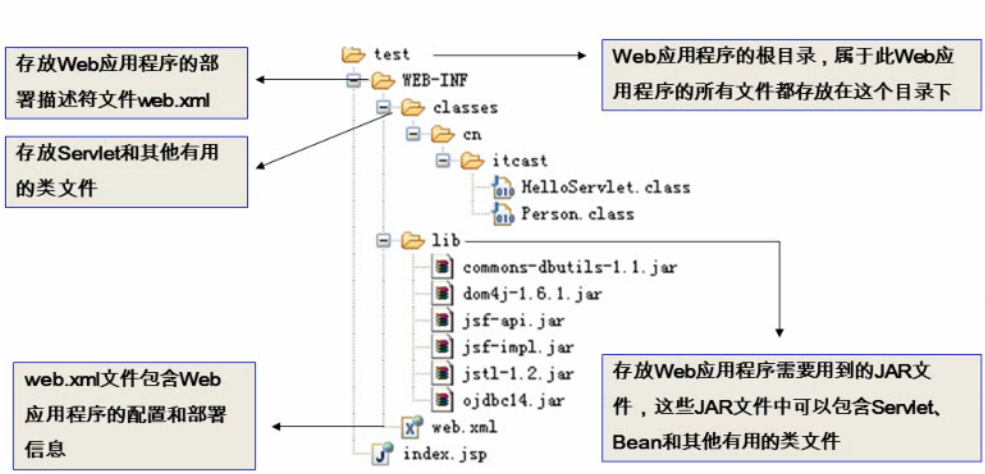 test
WEB-INF
classes
cn
itcast
HelloServlet.class
Person.class
lib
commons-dbutils-1.1.jar
dom4j-1.6.1.jar
jsf-api.jar
jsf-impl.jar
jstl-1.2.jar
ojdbc14.jar
web.xml
index.jsp
存放Web应用程序的部
署描述符文件web.xml
存放Servlet和其他有用
的类文件
web.xml文件包含Web
应用程序的配置和部署
信息
Web应用程序的根目录，属于此Web应
用程序的所有文件都存放在这个目录下
存放Web应用程序需要用到的JAR文
件，这些JAR文件中可以包含Servlet、
Bean和其他有用的类文件